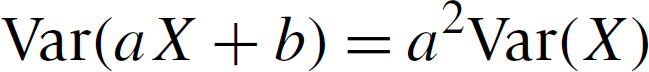 Var(aX + b) = a²Var(X)